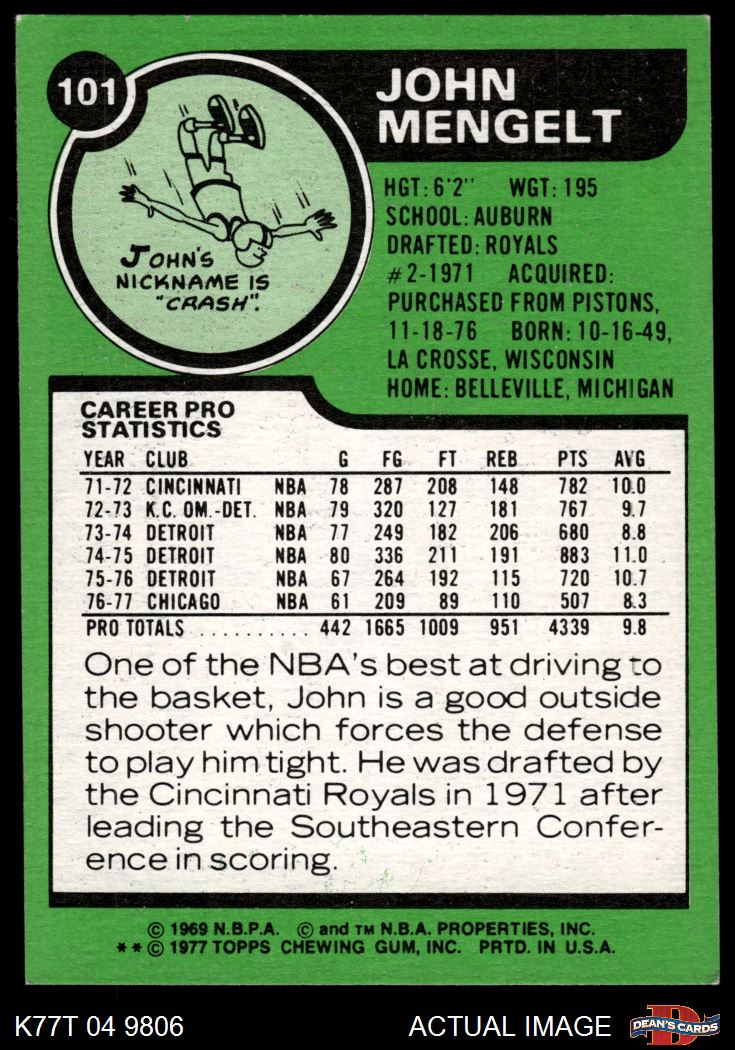 101
JOHN
MENGELT
JOHN'S
NICKNAME IS
"CRASH".
HGT: 6'2" WGT: 195
SCHOOL: AUBURN
DRAFTED: ROYALS
#2-1971 ACQUIRED:
PURCHASED FROM PISTONS,
11-18-76 BORN: 10-16-49,
LA CROSSE, WISCONSIN
HOME: BELLEVILLE, MICHIGAN
CAREER PRO
STATISTICS
YEAR CLUB G FG FT REB PTS AVG
71-72 CINCINNATI NBA 78 287 208 148 782 10.0
72-73 K.C. OM.-DET. NBA 79 320 127 181 767 9.7
73-74 DETROIT NBA 77 249 182 206 680 8.8
74-75 DETROIT NBA 80 336 211 191 883 11.0
75-76 DETROIT NBA 67 264 192 115 720 10.7
76-77 CHICAGO NBA 61 209 89 110 507 8.3
PRO TOTALS .......... 442 1665 1009 951 4339 9.8
One of the NBA's best at driving to
the basket, John is a good outside
shooter which forces the defense
to play him tight. He was drafted by
the Cincinnati Royals in 1971 after
leading the Southeastern Confer-
ence in scoring.
© 1969 N.B.P.A. © and TM N.B.A. PROPERTIES, INC.
**© 1977 TOPPS CHEWING GUM, INC. PRTD. IN U.S.A.
K77T 04 9806 ACTUAL IMAGE DEAN'S CARDS